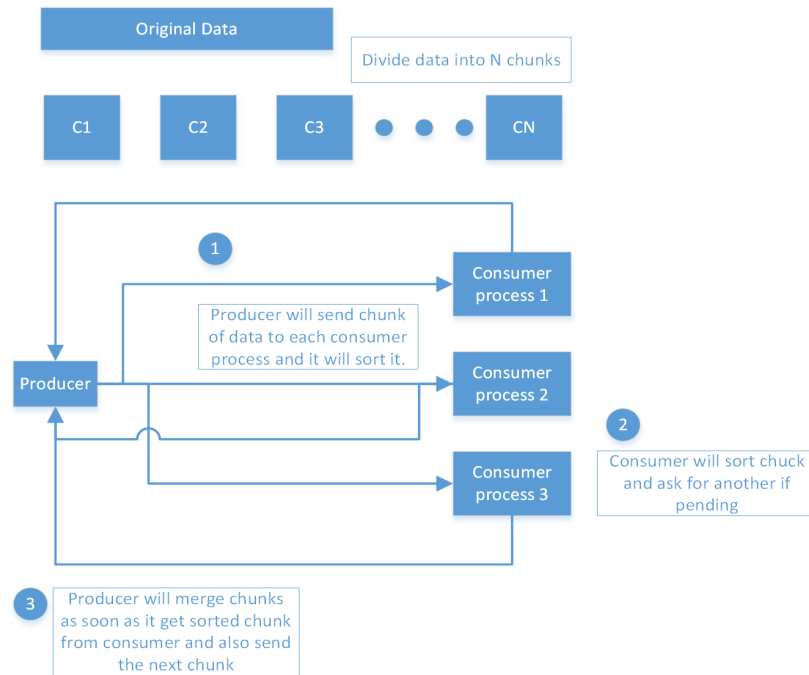 Original Data
Divide data into N chunks
C1
C2
C3
CN
1
Consumer
process 1
Producer will send chunk
of data to each consumer
process and it will sort it.
Producer
Consumer
process 2
2
Consumer will sort chuck
and ask for another if
pending
Consumer
process 3
3
Producer will merge chunks
as soon as it get sorted chunk
from consumer and also send
the next chunk